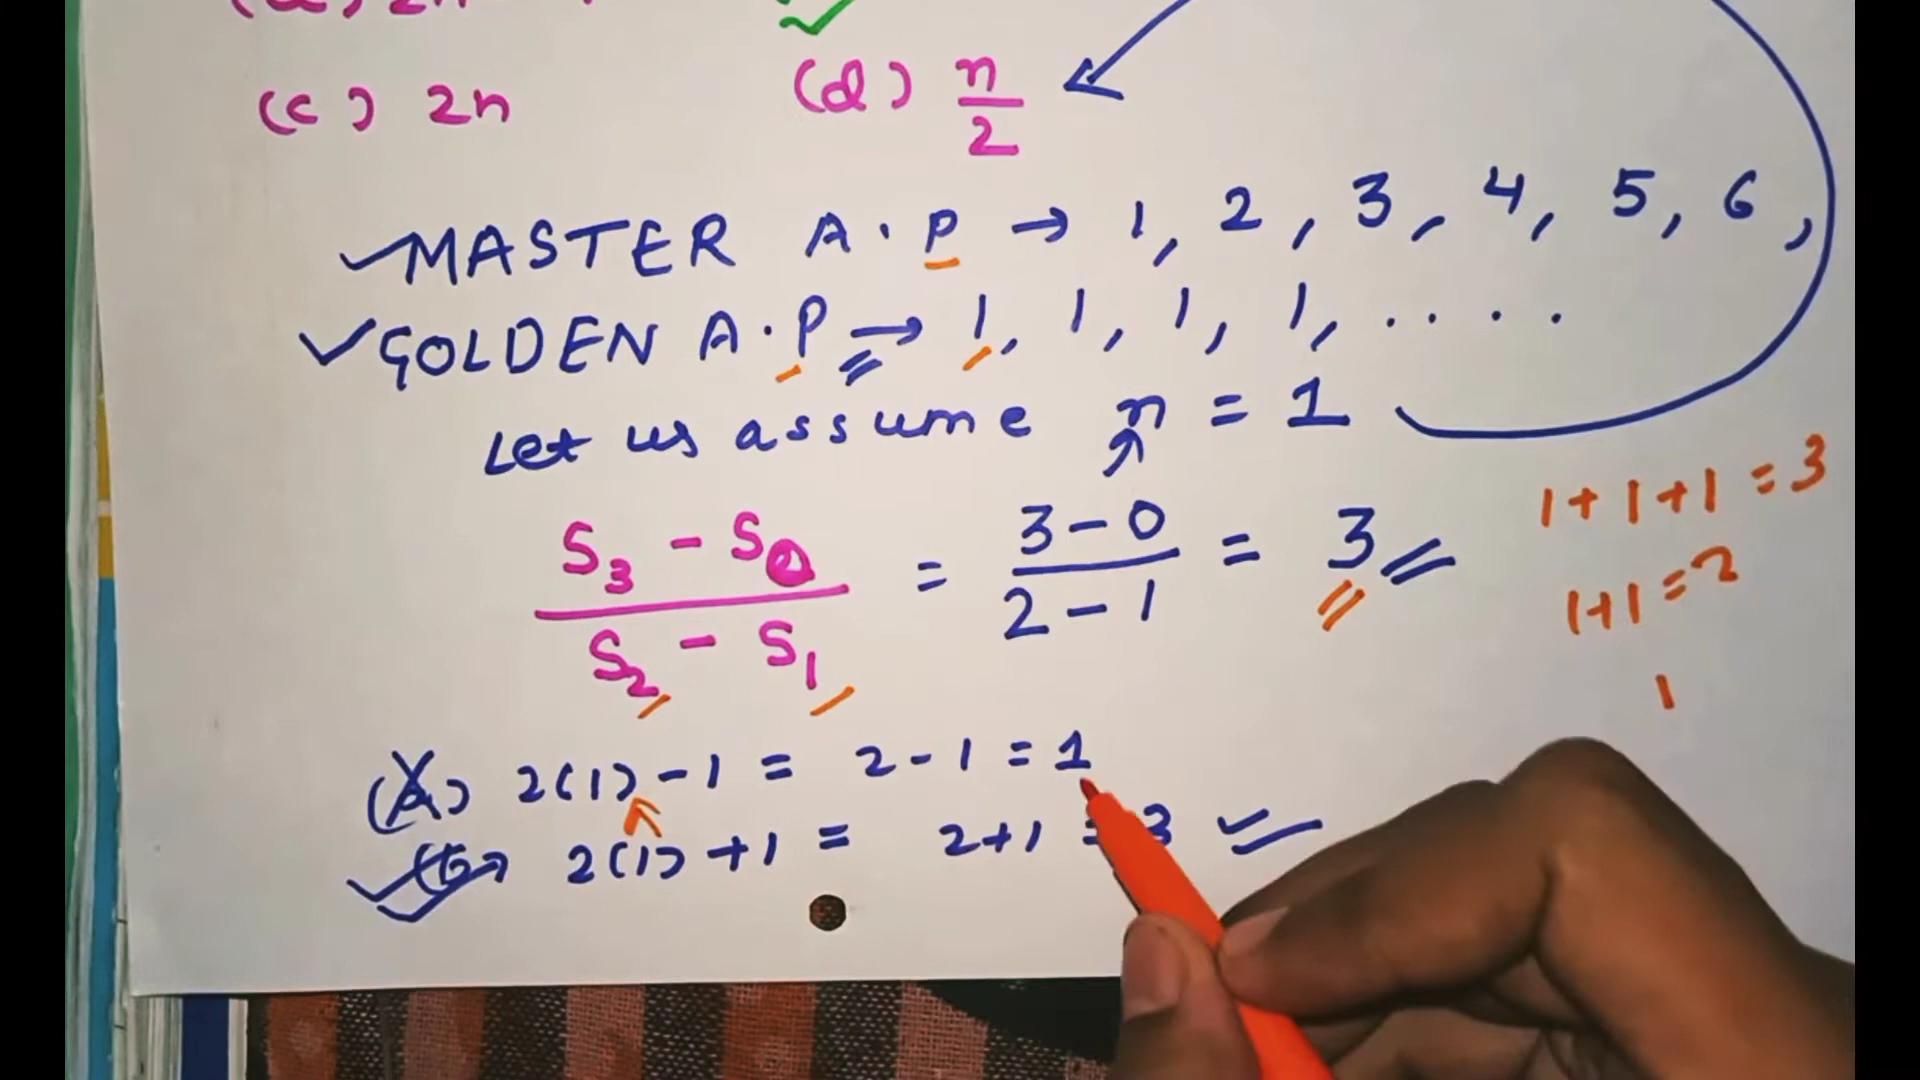 (c) 2n (d) n/2
MASTER A.P → 1, 2, 3, 4, 5, 6,
GOLDEN A.P → 1, 1, 1, 1, ....
Let us assume n = 1
S₃ - S₀ / S₂ - S₁ = 3 - 0 / 2 - 1 = 3
1+1+1=3
1+1=2
1
(a) 2(1) - 1 = 2 - 1 = 1
(b) 2(1) + 1 = 2+1 = 3